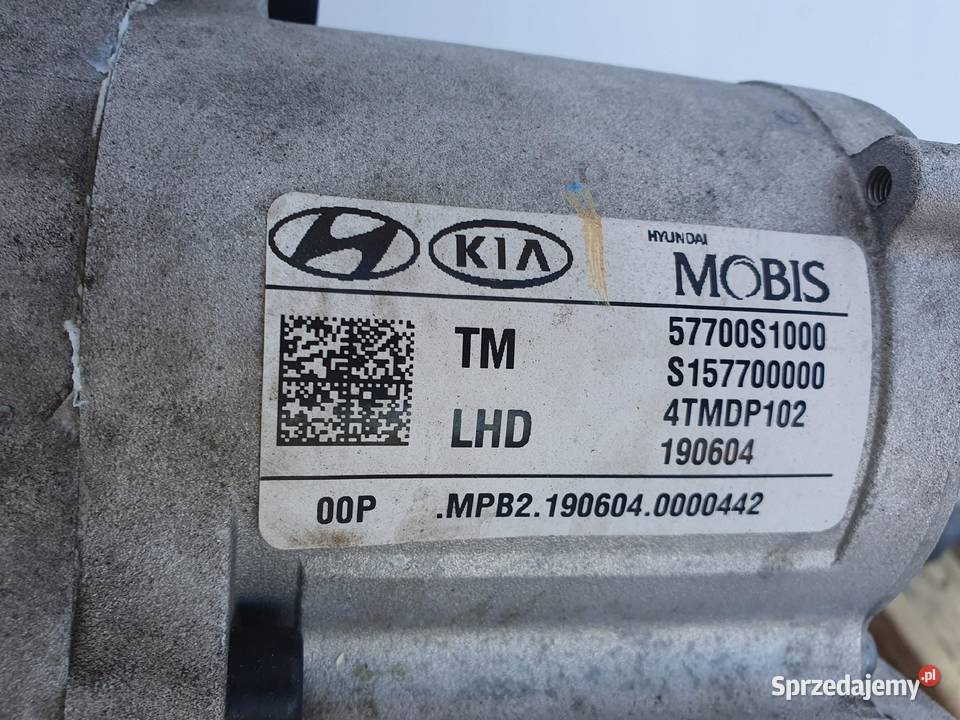 KIA
HYUNDAI
MOBIS
TM
57700S1000
S157700000
LHD
4TMDP102
190604
00P .MPB2.190604.0000442
Sprzedajemy.pl